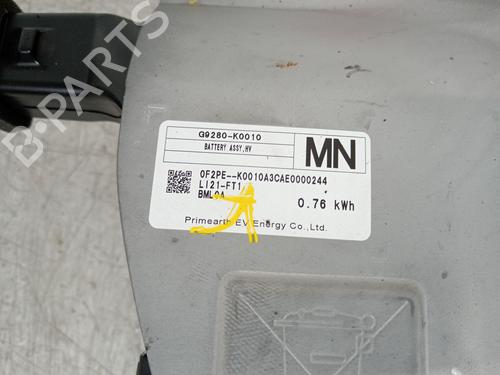 G9280-K0010
BATTERY ASSY,HV
MN
0F2PE--K0010A3CAE0000244
LI21-FT1
0.76 kWh
Primearth EV Energy Co.,Ltd.
B-PARTS